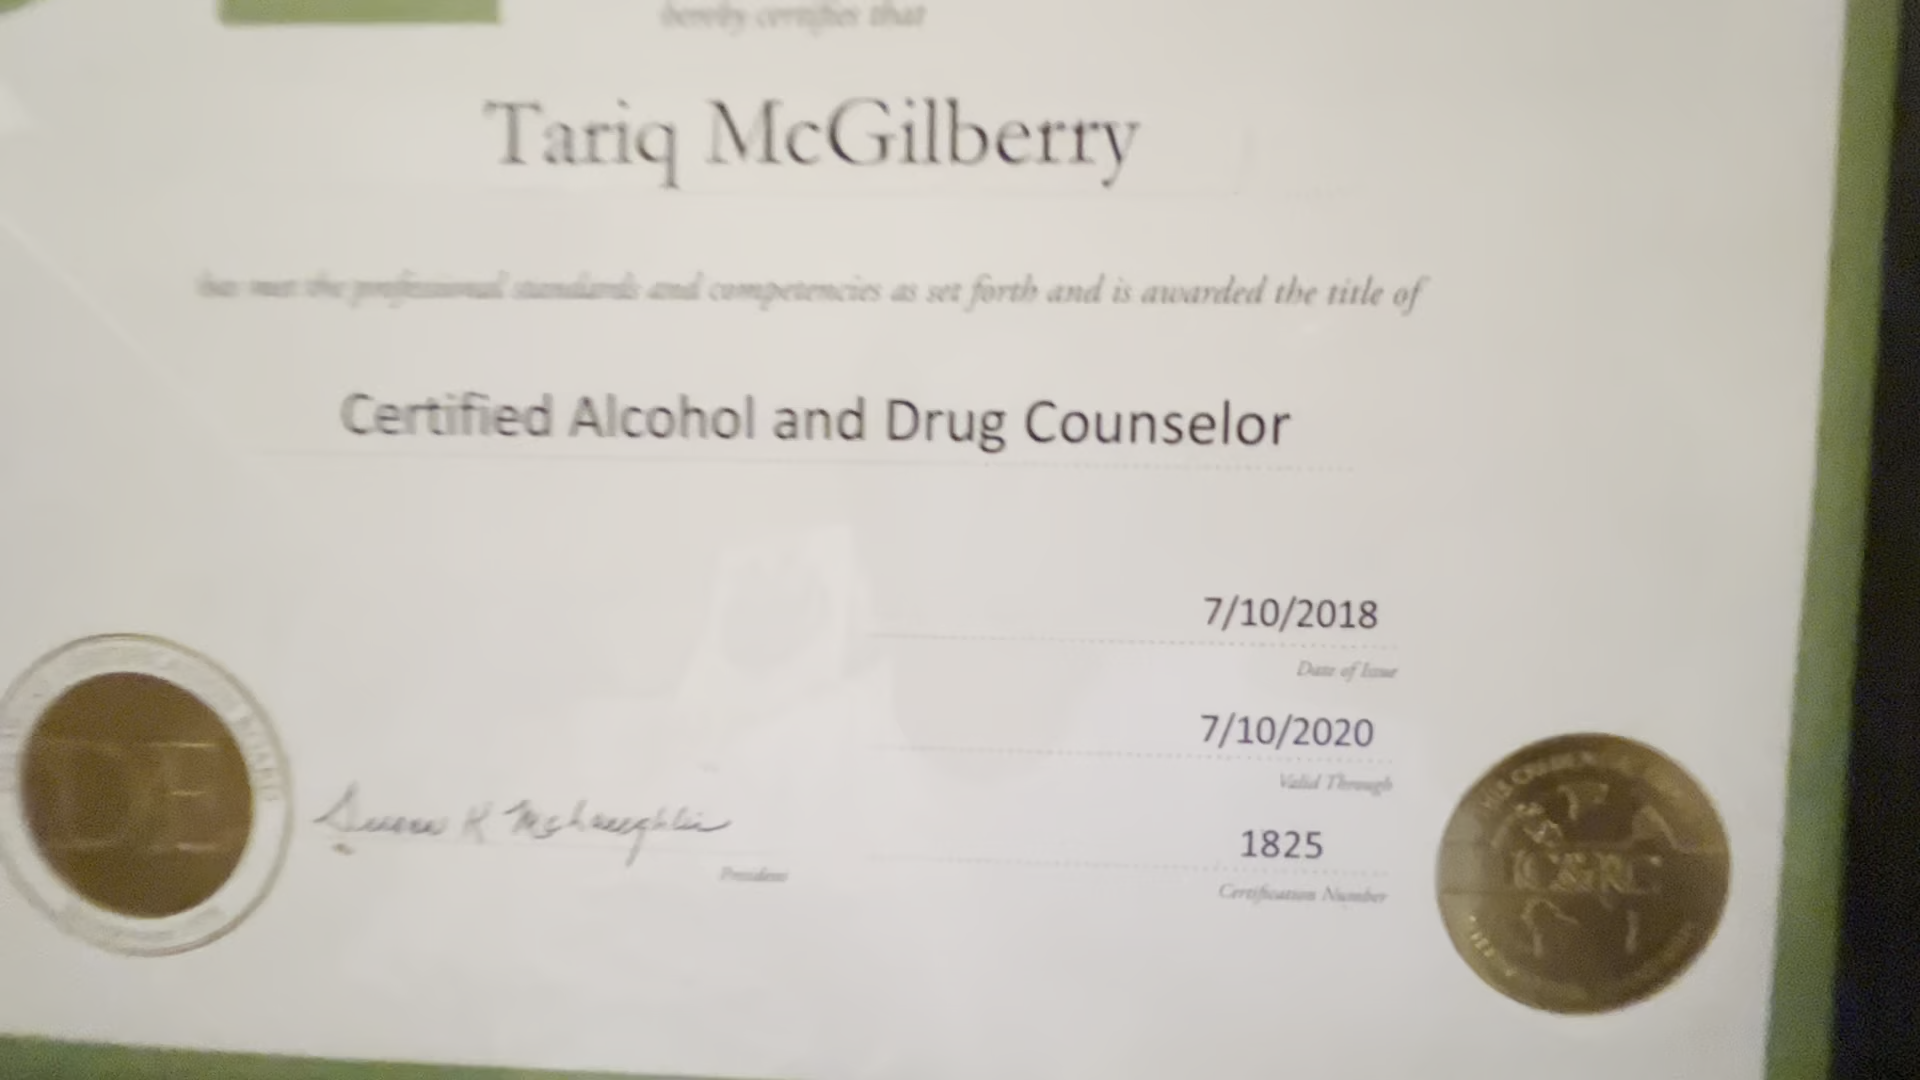 hereby certifies that
Tariq McGilberry
has met the professional standards and competencies as set forth and is awarded the title of
Certified Alcohol and Drug Counselor
7/10/2018
Date of Issue
7/10/2020
Valid Through
1825
President
Certification Number
IC&RC